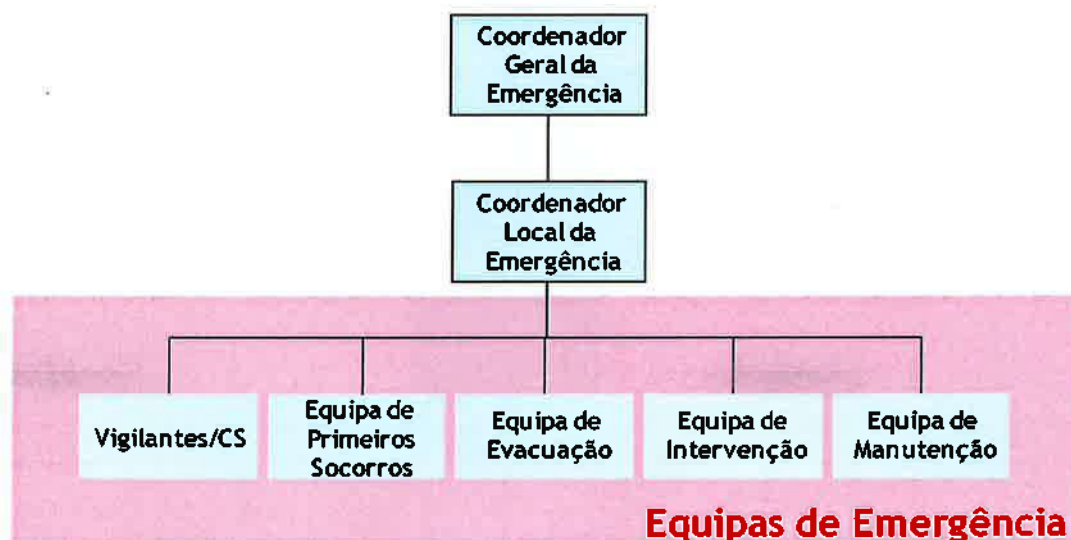 Coordenador
Geral da
Emergência
Coordenador
Local da
Emergência
Vigilantes/CS
Equipa de
Primeiros
Socorros
Equipa de
Evacuação
Equipa de
Intervenção
Equipa de
Manutenção
Equipas de Emergência